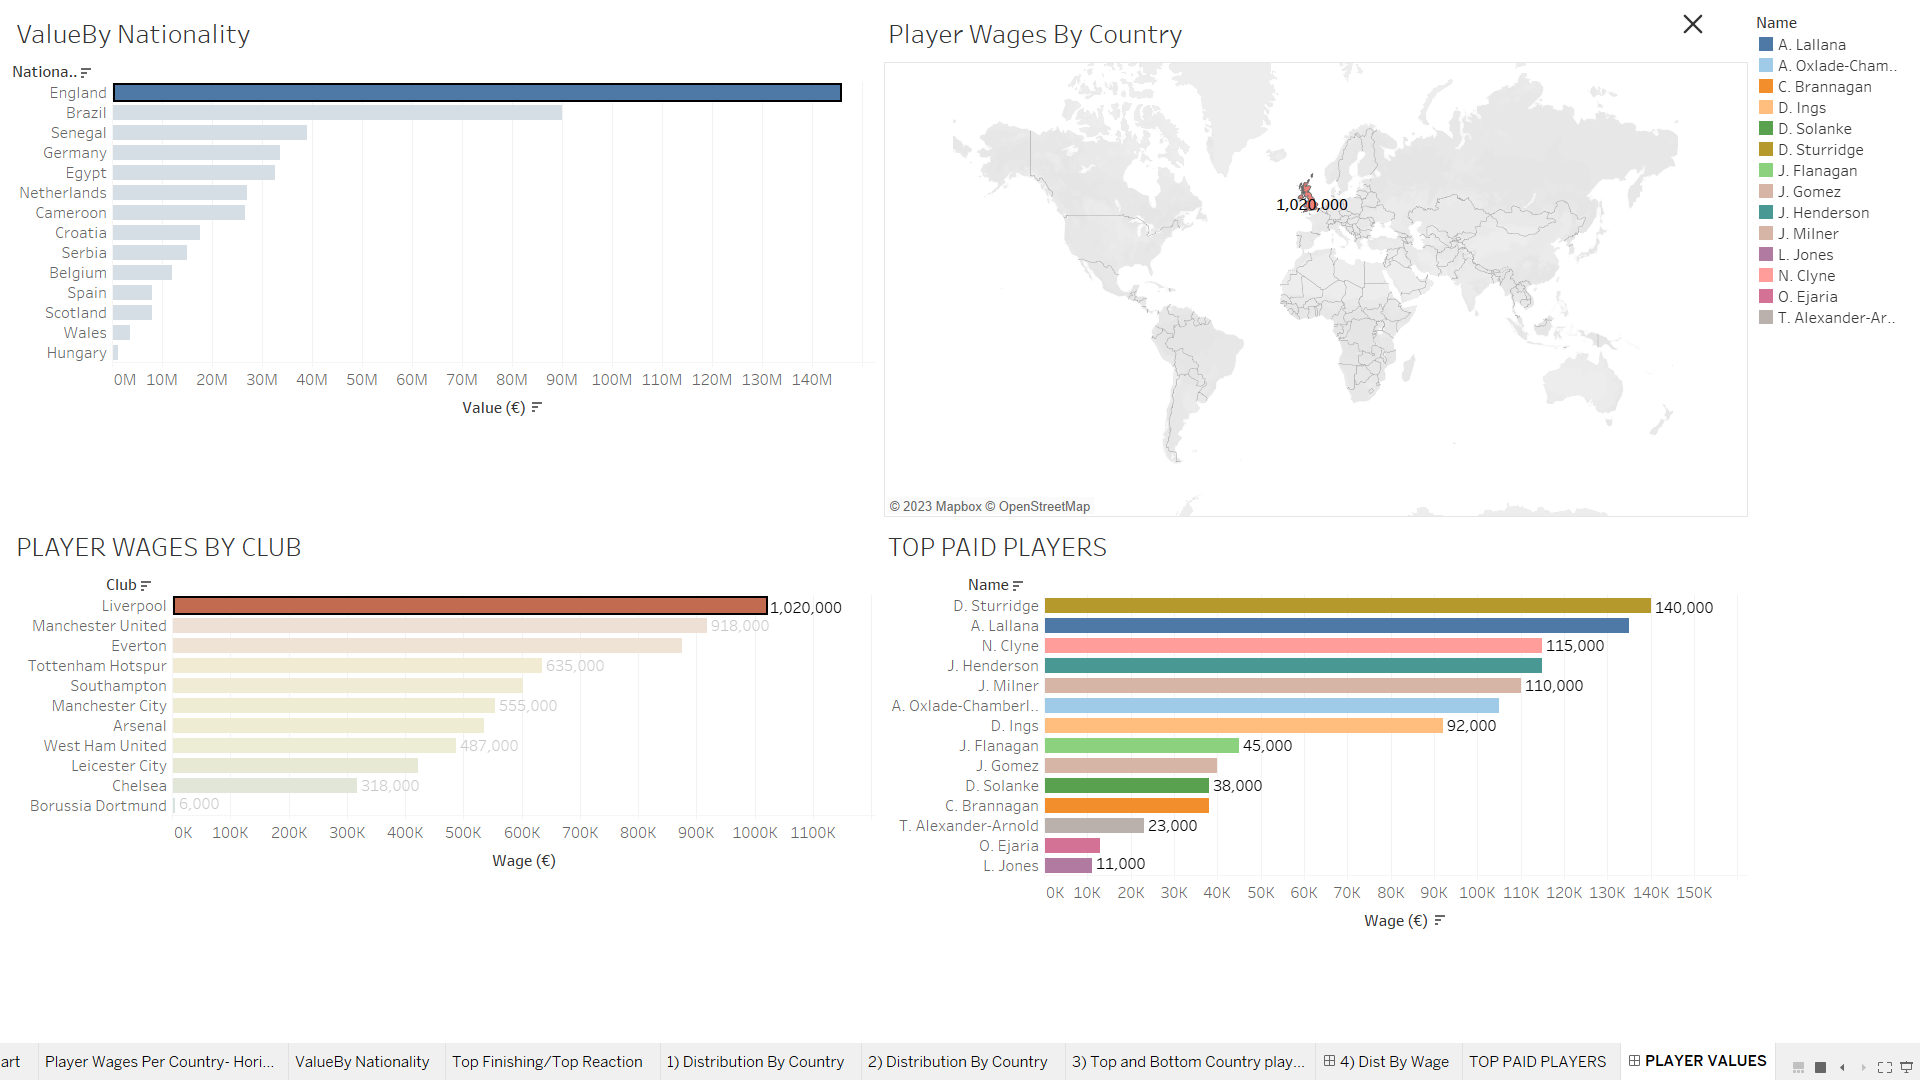 ValueBy Nationality
Nationa..
England
Brazil
Senegal
Germany
Egypt
Netherlands
Cameroon
Croatia
Serbia
Belgium
Spain
Scotland
Wales
Hungary
0M 10M 20M 30M 40M 50M 60M 70M 80M 90M 100M 110M 120M 130M 140M
Value (€)
Player Wages By Country
1,020,000
© 2023 Mapbox © OpenStreetMap
Name
A. Lallana
A. Oxlade-Cham..
C. Brannagan
D. Ings
D. Solanke
D. Sturridge
J. Flanagan
J. Gomez
J. Henderson
J. Milner
L. Jones
N. Clyne
O. Ejaria
T. Alexander-Ar..
PLAYER WAGES BY CLUB
Club
Liverpool 1,020,000
Manchester United 918,000
Everton
Tottenham Hotspur 635,000
Southampton
Manchester City 555,000
Arsenal
West Ham United 487,000
Leicester City
Chelsea 318,000
Borussia Dortmund 6,000
0K 100K 200K 300K 400K 500K 600K 700K 800K 900K 1000K 1100K
Wage (€)
TOP PAID PLAYERS
Name
D. Sturridge 140,000
A. Lallana
N. Clyne 115,000
J. Henderson
J. Milner 110,000
A. Oxlade-Chamberl..
D. Ings 92,000
J. Flanagan 45,000
J. Gomez
D. Solanke 38,000
C. Brannagan
T. Alexander-Arnold 23,000
O. Ejaria
L. Jones 11,000
0K 10K 20K 30K 40K 50K 60K 70K 80K 90K 100K 110K 120K 130K 140K 150K
Wage (€)
art Player Wages Per Country- Hori... ValueBy Nationality Top Finishing/Top Reaction 1) Distribution By Country 2) Distribution By Country 3) Top and Bottom Country play... 4) Dist By Wage TOP PAID PLAYERS PLAYER VALUES